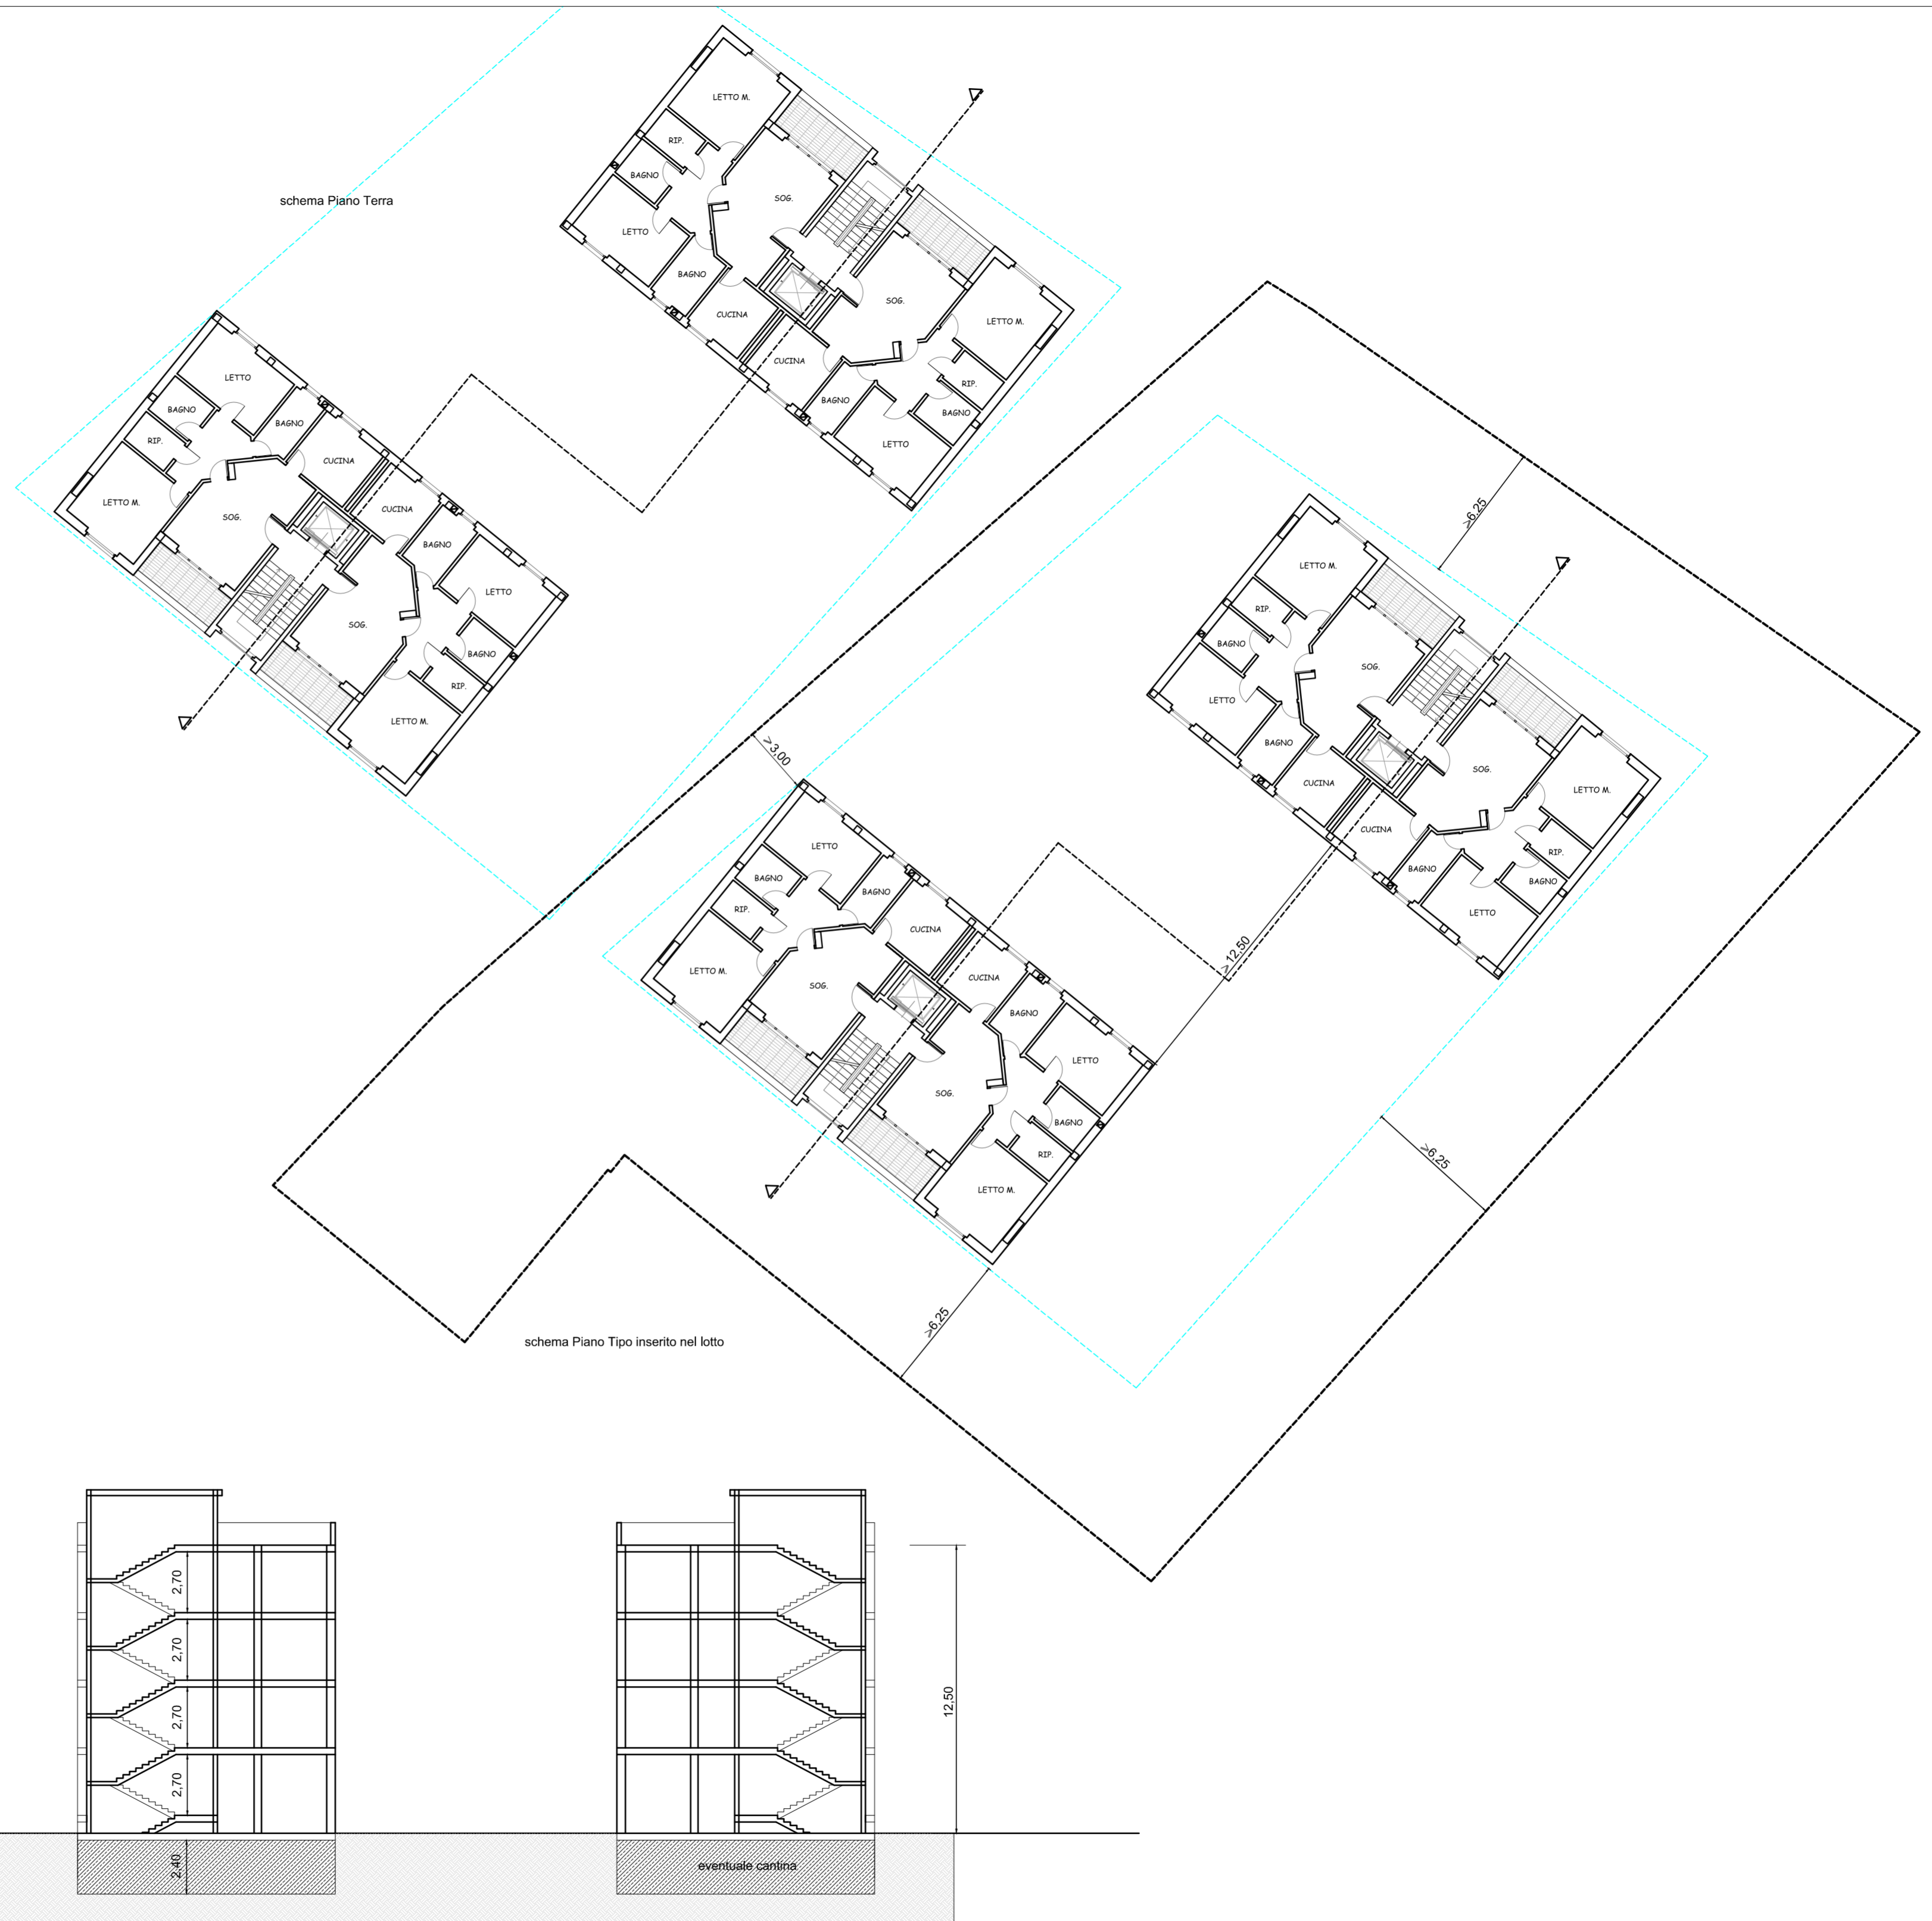 LETTO M.
RIP.
BAGNO
SOG.
LETTO
BAGNO
CUCINA
SOG.
LETTO M.
CUCINA
RIP.
BAGNO
BAGNO
LETTO
schema Piano Terra
LETTO
BAGNO
BAGNO
RIP.
CUCINA
LETTO M.
SOG.
CUCINA
BAGNO
LETTO
SOG.
BAGNO
RIP.
LETTO M.
>6,25
LETTO M.
RIP.
BAGNO
SOG.
LETTO
BAGNO
CUCINA
SOG.
LETTO M.
CUCINA
RIP.
BAGNO
BAGNO
LETTO
>3,00
>12,50
LETTO
BAGNO
BAGNO
RIP.
CUCINA
LETTO M.
SOG.
CUCINA
BAGNO
LETTO
SOG.
BAGNO
RIP.
LETTO M.
>6,25
>6,25
schema Piano Tipo inserito nel lotto
2,70
2,70
2,70
2,70
2,40
12,50
eventuale cantina